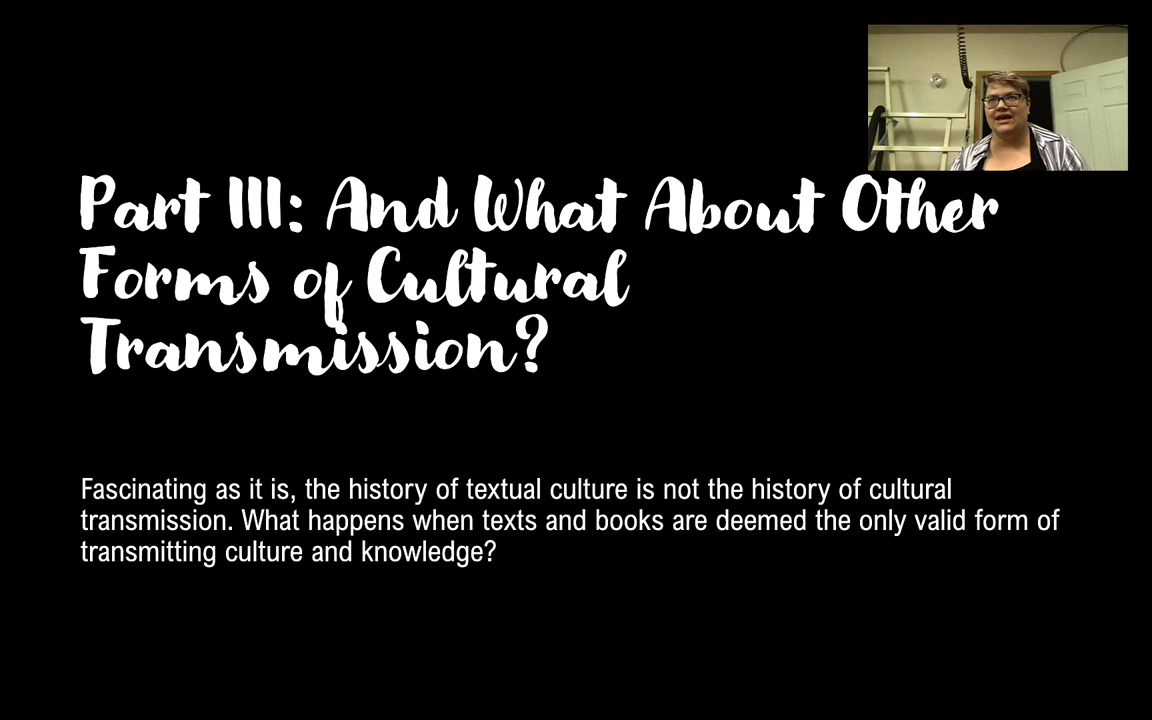 Part III: And What About Other
Forms of Cultural
Transmission?
Fascinating as it is, the history of textual culture is not the history of cultural
transmission. What happens when texts and books are deemed the only valid form of
transmitting culture and knowledge?